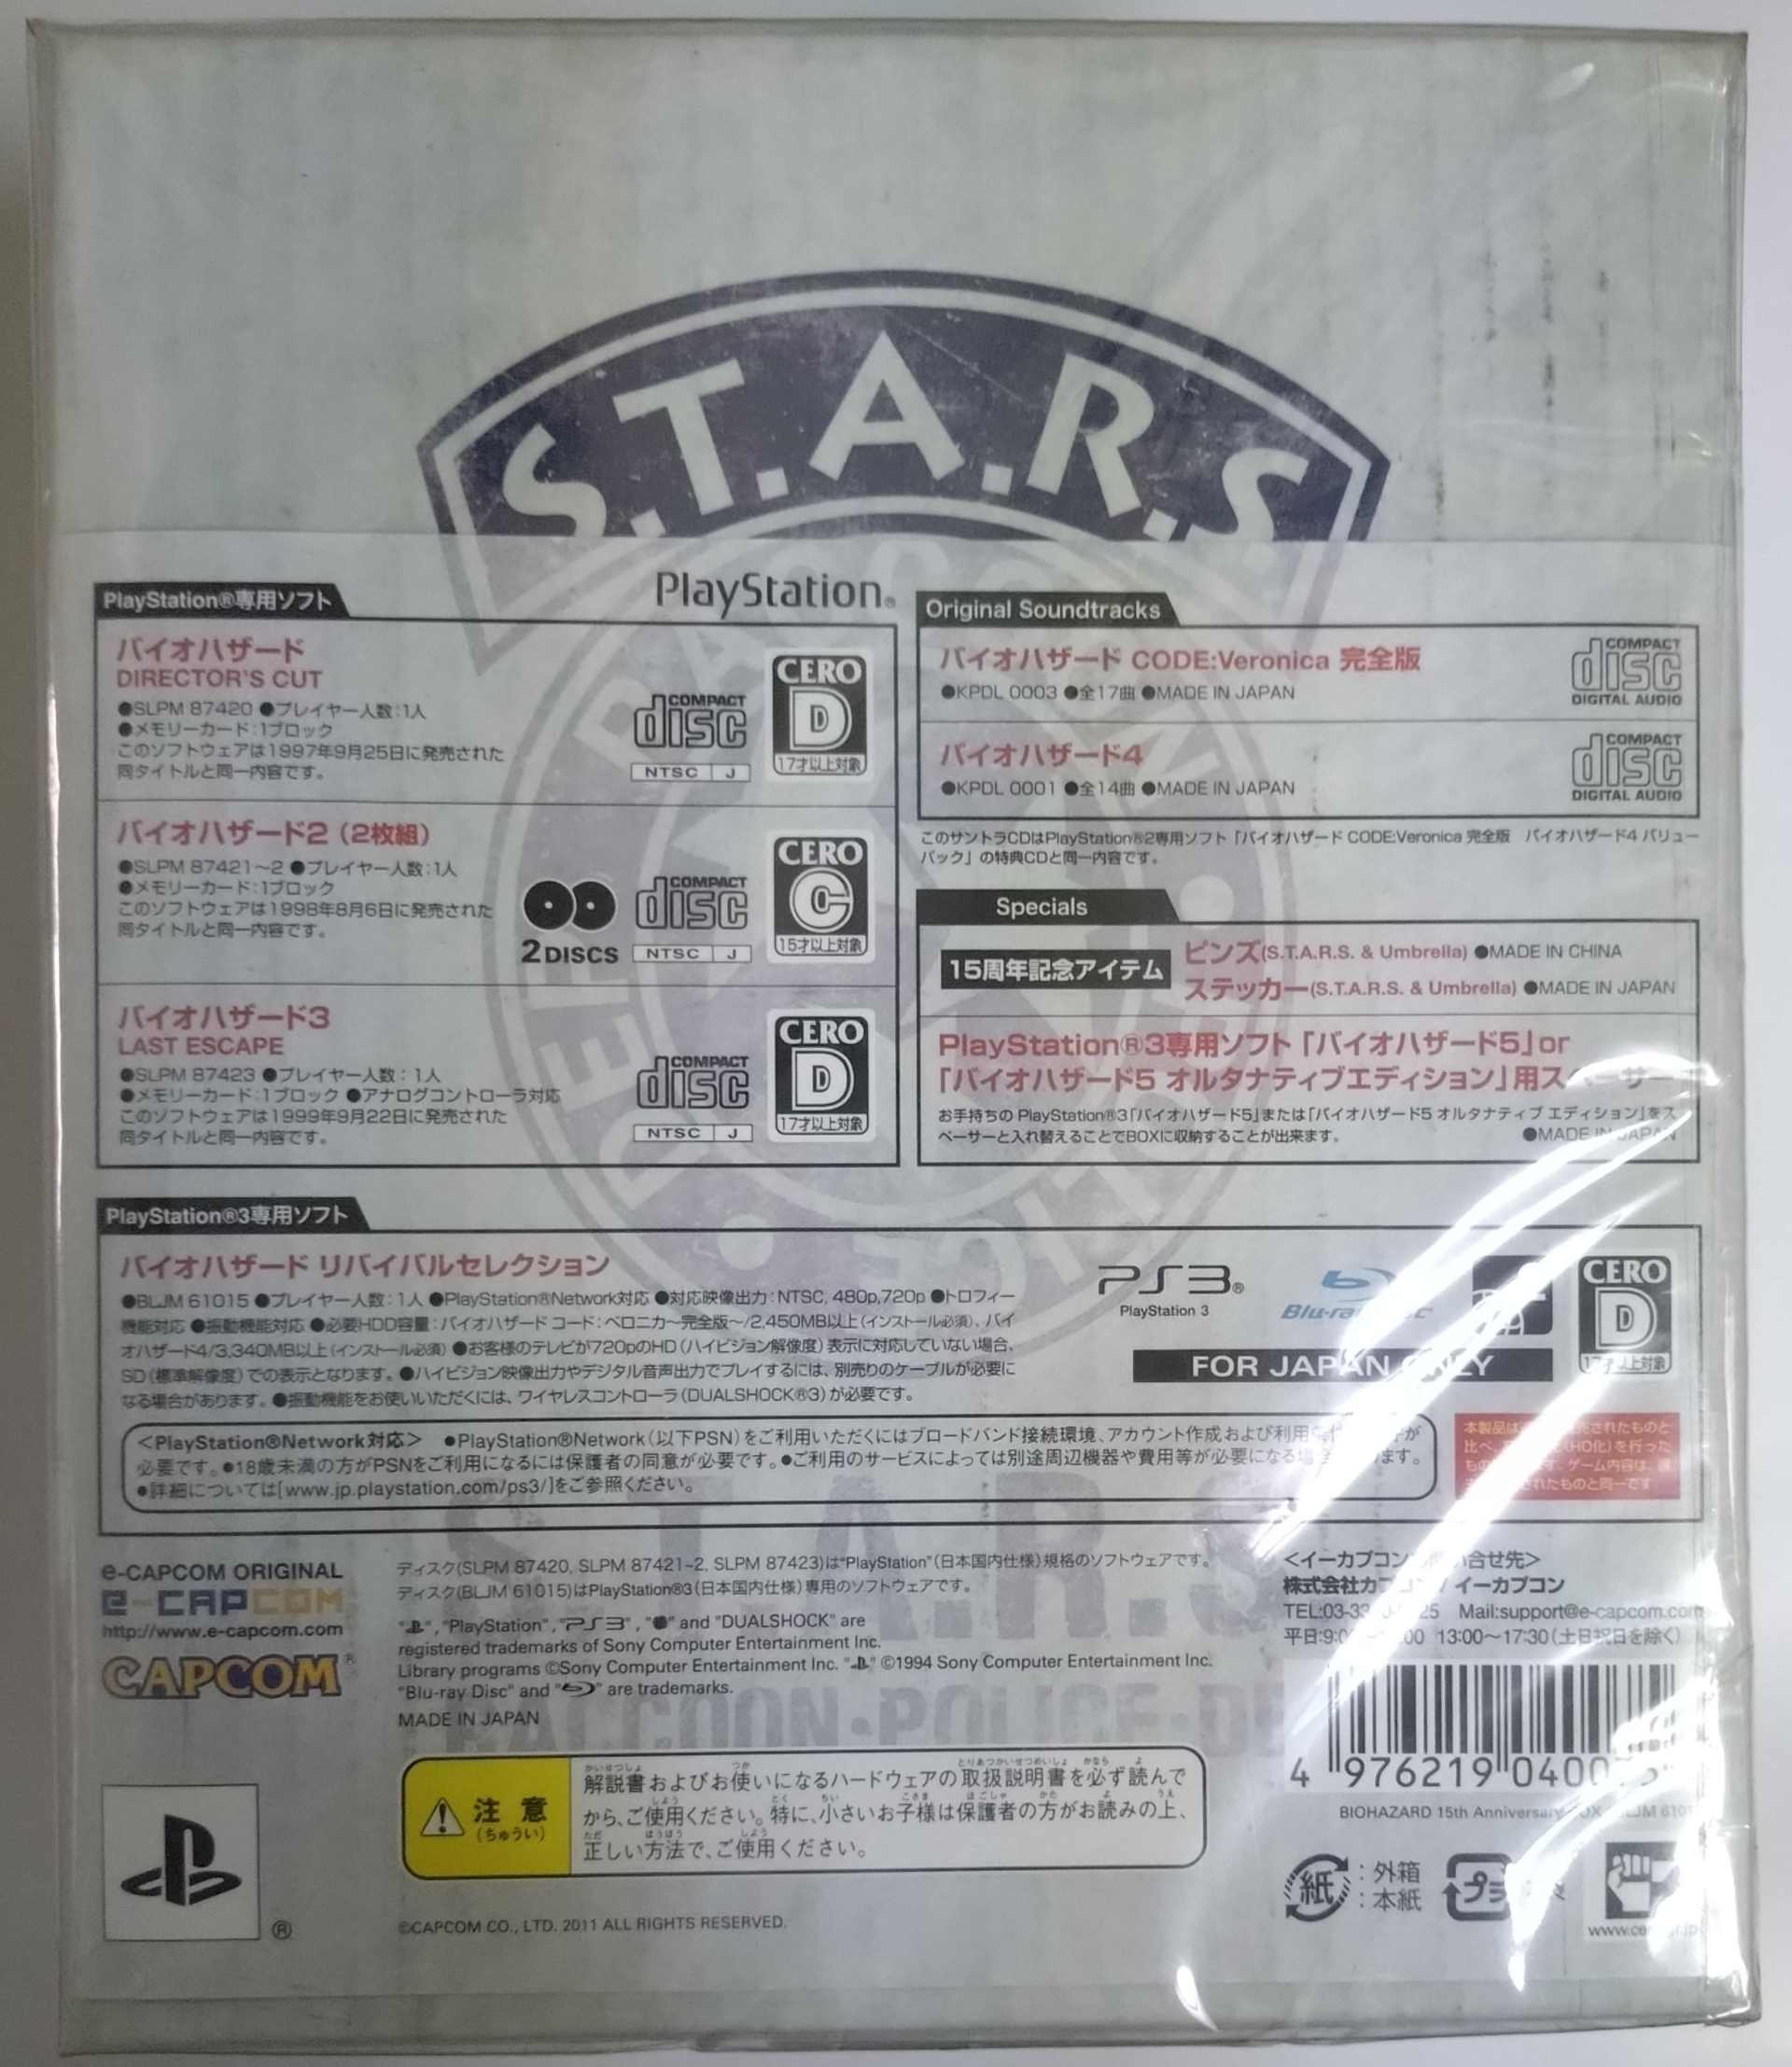 S.T.A.R.S.
PlayStation®専用ソフト
PlayStation®
バイオハザード
DIRECTOR'S CUT
●SLPM 87420 ●プレイヤー人数:1人
●メモリーカード:1ブロック
このソフトウェアは1997年9月25日に発売された
同タイトルと同一内容です。
COMPACT
disc
NTSC J
CERO
D
17才以上対象
バイオハザード2（2枚組）
●SLPM 87421～2 ●プレイヤー人数:1人
●メモリーカード:1ブロック
このソフトウェアは1998年8月6日に発売された
同タイトルと同一内容です。
2DISCS
COMPACT
disc
NTSC J
CERO
C
15才以上対象
バイオハザード3
LAST ESCAPE
●SLPM 87423 ●プレイヤー人数：1人
●メモリーカード:1ブロック ●アナログコントローラ対応
このソフトウェアは1999年9月22日に発売された
同タイトルと同一内容です。
COMPACT
disc
NTSC J
CERO
D
17才以上対象
Original Soundtracks
バイオハザード CODE:Veronica 完全版
●KPDL 0003 ●全17曲 ●MADE IN JAPAN
COMPACT
disc
DIGITAL AUDIO
バイオハザード4
●KPDL 0001 ●全14曲 ●MADE IN JAPAN
COMPACT
disc
DIGITAL AUDIO
このサントラCDはPlayStation®2専用ソフト「バイオハザード CODE:Veronica 完全版　バイオハザード4 バリュー
パック」の特典CDと同一内容です。
Specials
15周年記念アイテム
ピンズ(S.T.A.R.S. & Umbrella) ●MADE IN CHINA
ステッカー(S.T.A.R.S. & Umbrella) ●MADE IN JAPAN
PlayStation®3専用ソフト「バイオハザード5」or
「バイオハザード5 オルタナティブエディション」用スペーサー
お手持ちの PlayStation®3「バイオハザード5」または「バイオハザード5 オルタナティブ エディション」をス
ペーサーと入れ替えることでBOXに収納することが出来ます。
●MADE IN JAPAN
PlayStation®3専用ソフト
バイオハザード リバイバルセレクション
●BLJM 61015 ●プレイヤー人数：1人 ●PlayStation®Network対応 ●対応映像出力：NTSC, 480p,720p ●トロフィー
機能対応 ●振動機能対応 ●必要HDD容量：バイオハザード コード：ベロニカ～完全版～/2,450MB以上（インストール必須）、バイ
オハザード4/3,340MB以上（インストール必須）●お客様のテレビが720pのHD（ハイビジョン解像度）表示に対応していない場合、
SD（標準解像度）での表示となります。●ハイビジョン映像出力やデジタル音声出力でプレイするには、別売りのケーブルが必要に
なる場合があります。●振動機能をお使いいただくには、ワイヤレスコントローラ（DUALSHOCK®3）が必要です。
PS3®
PlayStation 3
FOR JAPAN ONLY
CERO
D
＜PlayStation®Network対応＞ ●PlayStation®Network（以下PSN）をご利用いただくにはブロードバンド接続環境、アカウント作成および利用
必要です。●18歳未満の方がPSNをご利用になるには保護者の同意が必要です。●ご利用のサービスによっては別途周辺機器や費用等が必要になる場
●詳細については[www.jp.playstation.com/ps3/]をご参照ください。
e-CAPCOM ORIGINAL
e-CAPCOM
http://www.e-capcom.com
CAPCOM®
ディスク(SLPM 87420, SLPM 87421-2, SLPM 87423)は"PlayStation"（日本国内仕様）規格のソフトウェアです。
ディスク(BLJM 61015)はPlayStation®3（日本国内仕様）専用のソフトウェアです。
"PlayStation", "PS3", and "DUALSHOCK" are
registered trademarks of Sony Computer Entertainment Inc.
Library programs ©Sony Computer Entertainment Inc. ©1994 Sony Computer Entertainment Inc.
"Blu-ray Disc" and are trademarks.
MADE IN JAPAN
注意
(ちゅうい)
解説書およびお使いになるハードウェアの取扱説明書を必ず読んで
から、ご使用ください。特に、小さいお子様は保護者の方がお読みの上、
正しい方法で、ご使用ください。
©CAPCOM CO., LTD. 2011 ALL RIGHTS RESERVED.
＜イーカプコン
株式会社カプコン / イーカプコン
Mail:support@e-capcom.com
13:00～17:30（土日祝日を除く）
4 976219 040
BIOHAZARD 15th Anniversary BOX
紙
：外箱
：本紙
プラ